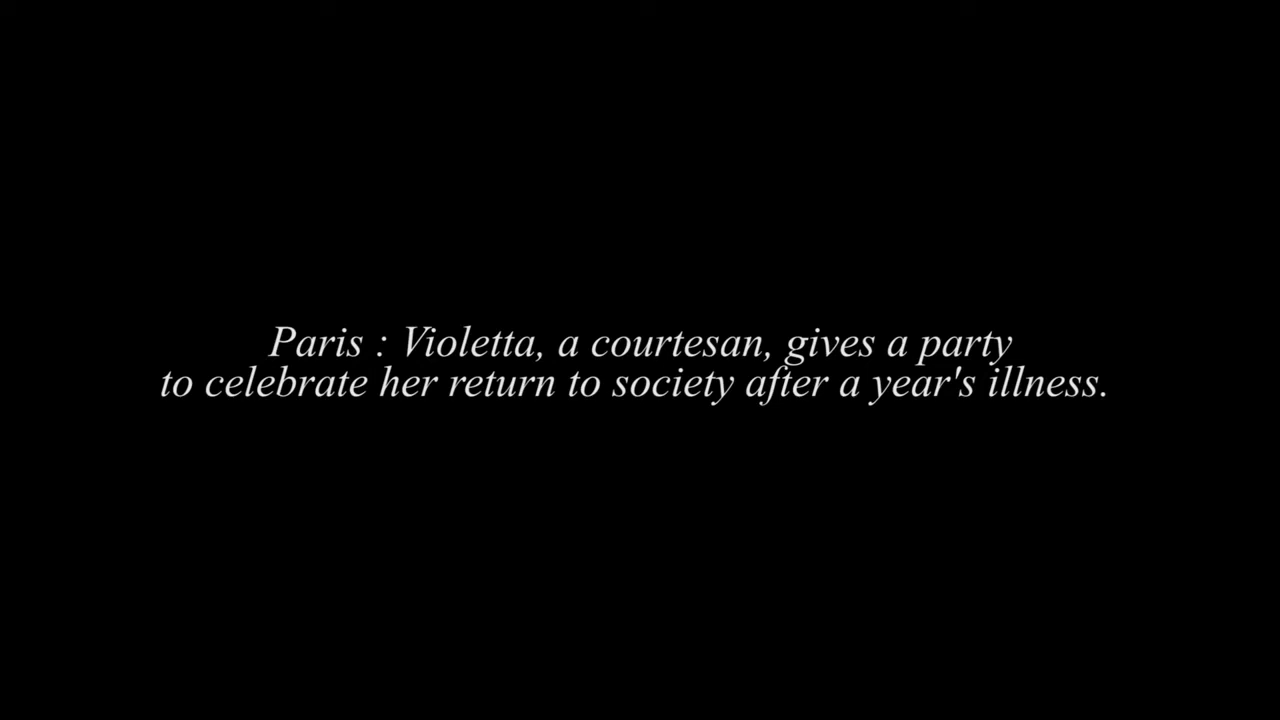 Paris : Violetta, a courtesan, gives a party
to celebrate her return to society after a year's illness.